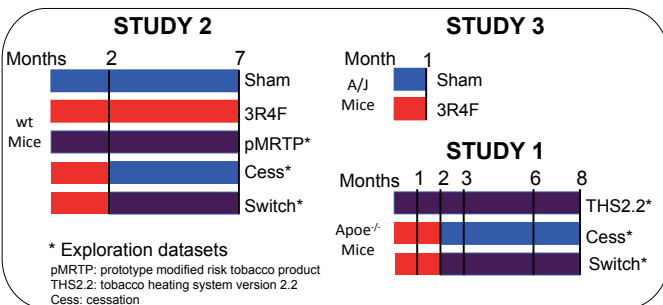 STUDY 2
Months 2 7
wt
Mice
Sham
3R4F
pMRTP*
Cess*
Switch*
* Exploration datasets
pMRTP: prototype modified risk tobacco product
THS2.2: tobacco heating system version 2.2
Cess: cessation
STUDY 3
Month 1
A/J
Mice
Sham
3R4F
STUDY 1
Months 1 2 3 6 8
Apoe-/-
Mice
THS2.2*
Cess*
Switch*